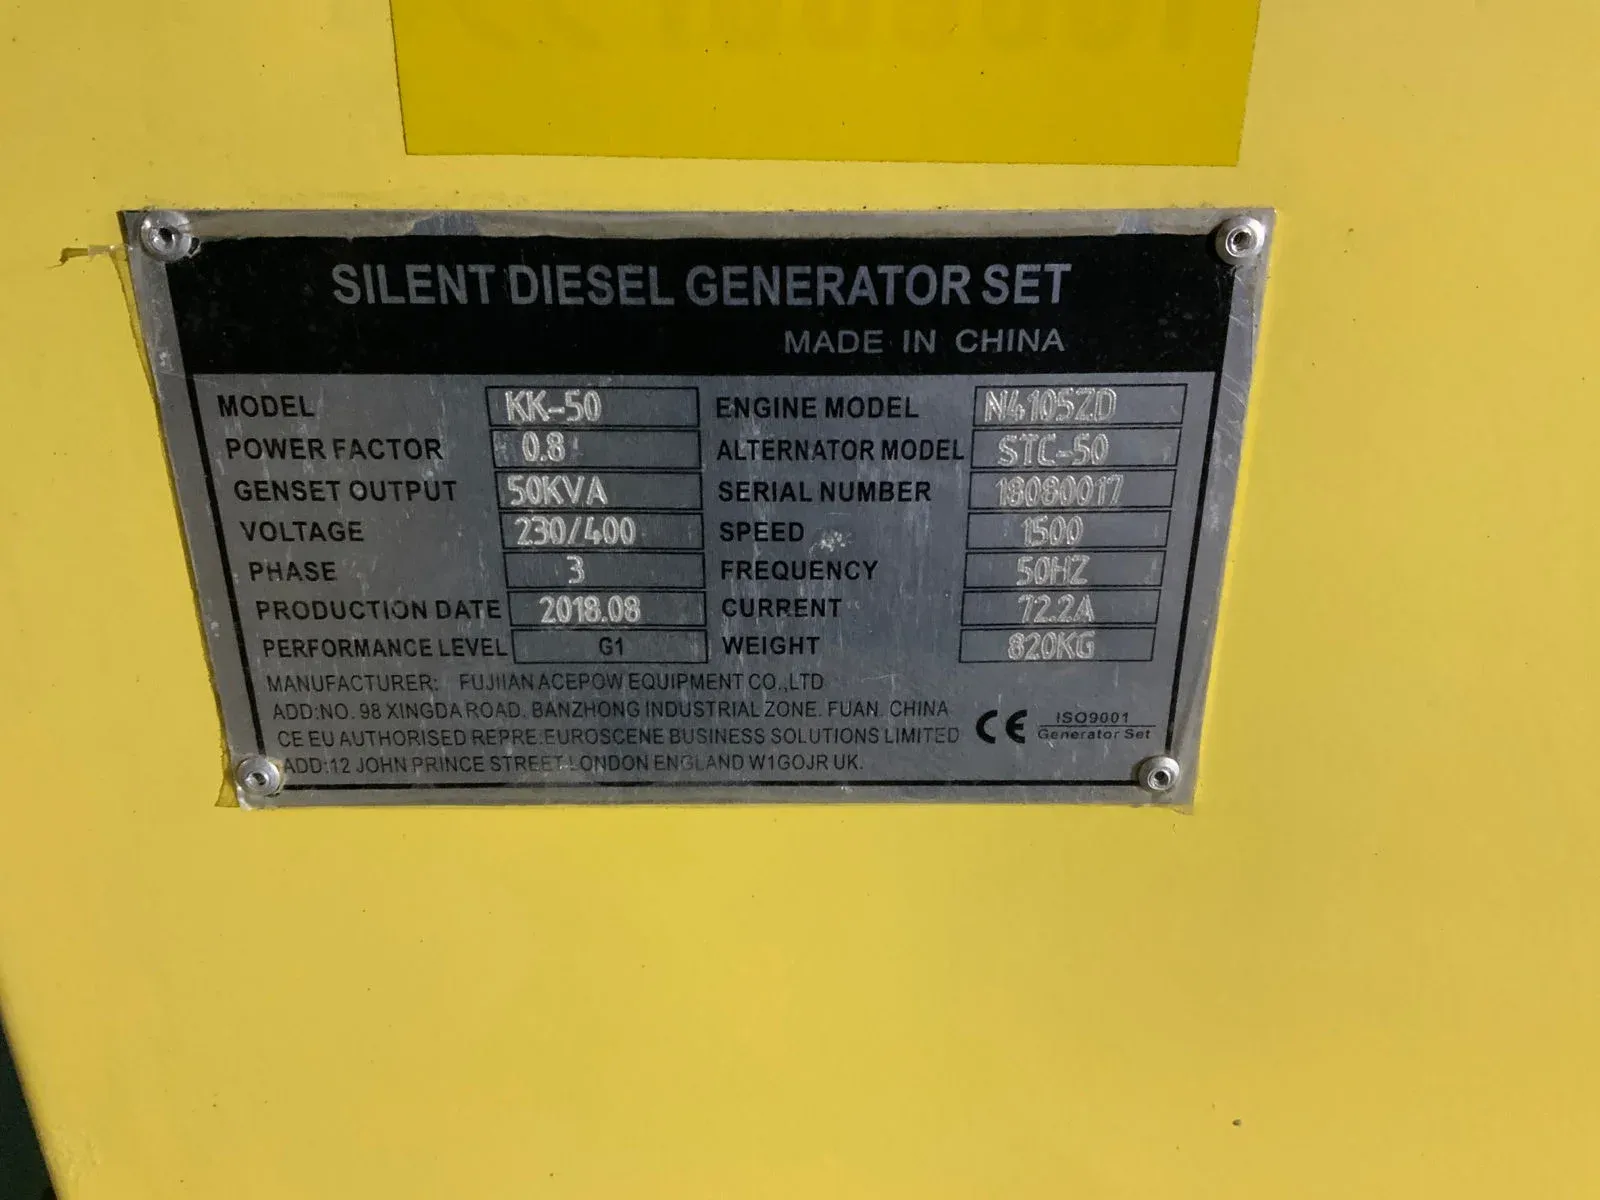 SILENT DIESEL GENERATOR SET
MADE IN CHINA
MODEL KK-50 ENGINE MODEL N4105ZD
POWER FACTOR 0.8 ALTERNATOR MODEL STC-50
GENSET OUTPUT 50KVA SERIAL NUMBER 18080017
VOLTAGE 230/400 SPEED 1500
PHASE 3 FREQUENCY 50HZ
PRODUCTION DATE 2018.08 CURRENT 72.2A
PERFORMANCE LEVEL G1 WEIGHT 820KG
MANUFACTURER: FUJIIAN ACEPOW EQUIPMENT CO.,LTD
ADD:NO. 98 XINGDA ROAD. BANZHONG INDUSTRIAL ZONE. FUAN. CHINA
CE EU AUTHORISED REPRE:EUROSCENE BUSINESS SOLUTIONS LIMITED
ADD:12 JOHN PRINCE STREET LONDON ENGLAND W1GOJR UK.
CE ISO9001
Generator Set